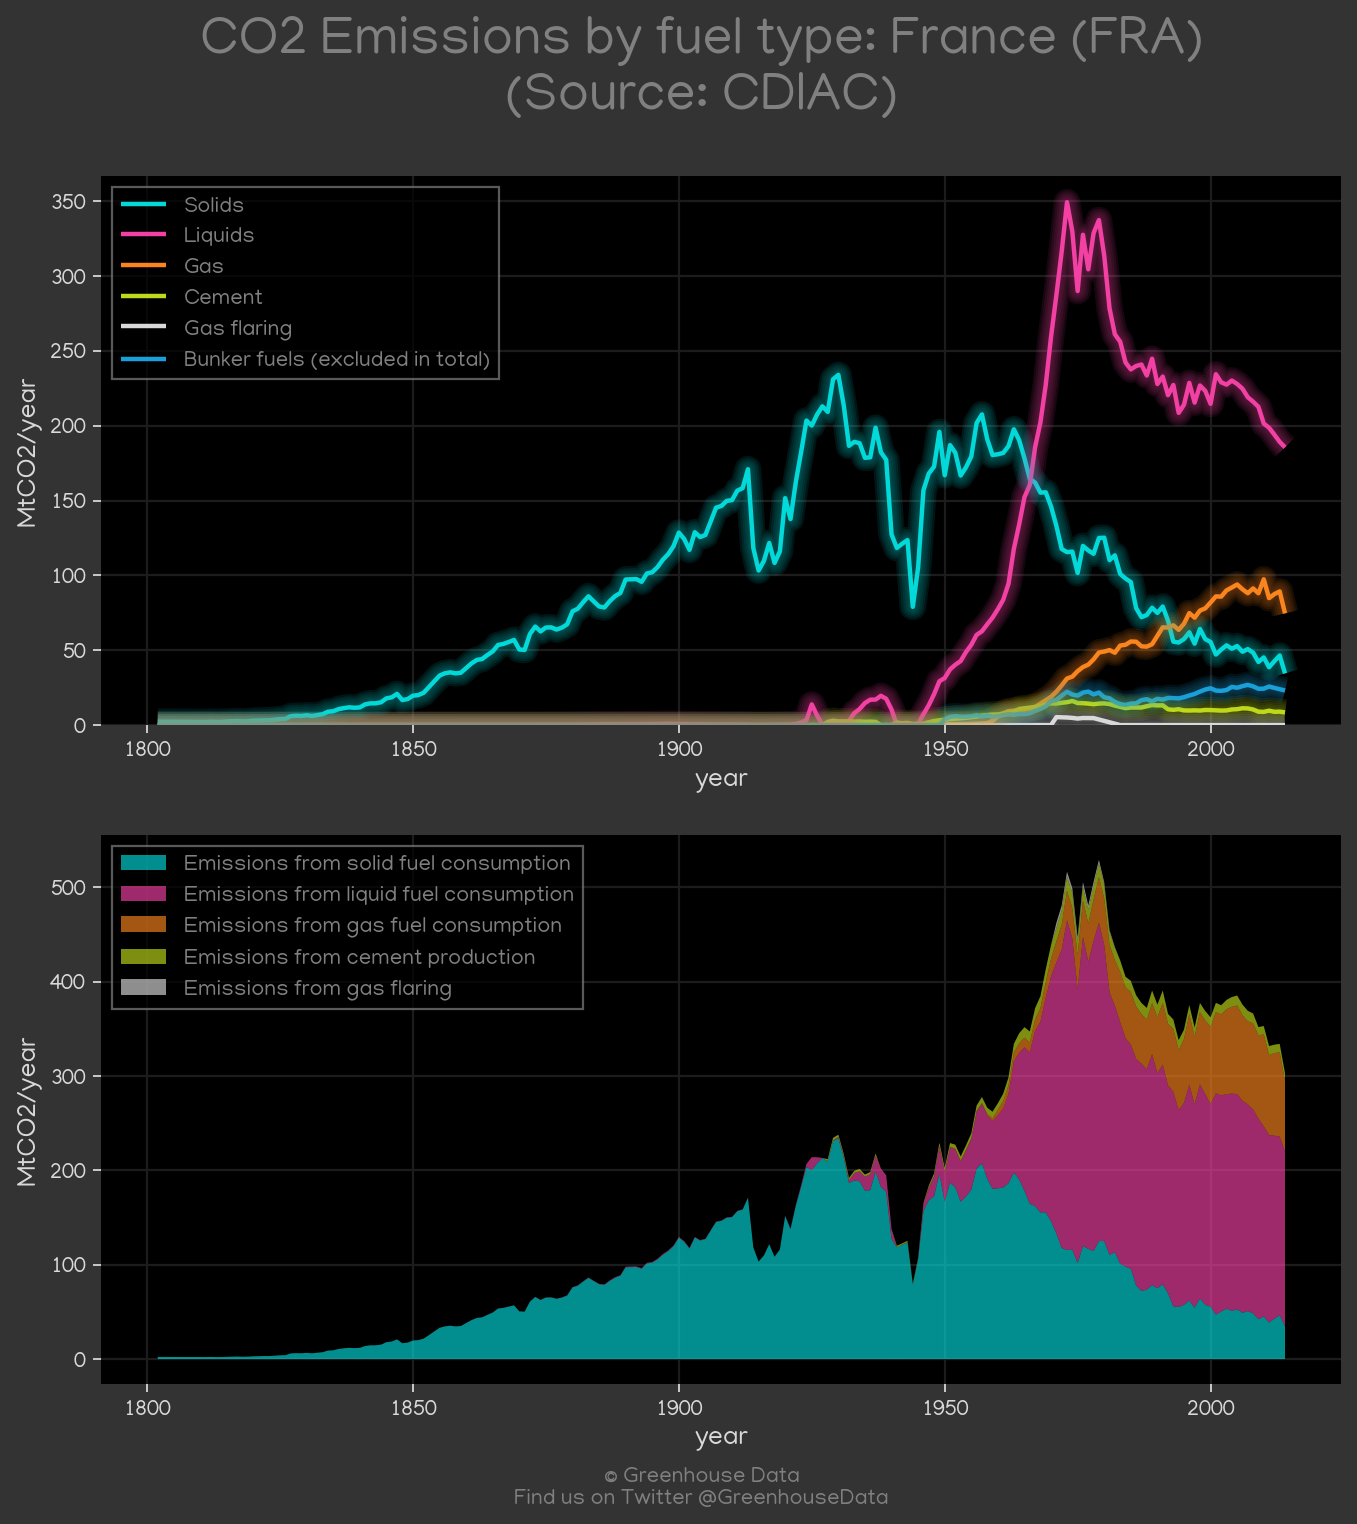 CO2 Emissions by fuel type: France (FRA)
(Source: CDIAC)
350
300
250
200
150
100
50
0
MtCO2/year
Solids
Liquids
Gas
Cement
Gas flaring
Bunker fuels (excluded in total)
1800
1850
1900
1950
2000
year
500
400
300
200
100
0
MtCO2/year
Emissions from solid fuel consumption
Emissions from liquid fuel consumption
Emissions from gas fuel consumption
Emissions from cement production
Emissions from gas flaring
1800
1850
1900
1950
2000
year
© Greenhouse Data
Find us on Twitter @GreenhouseData